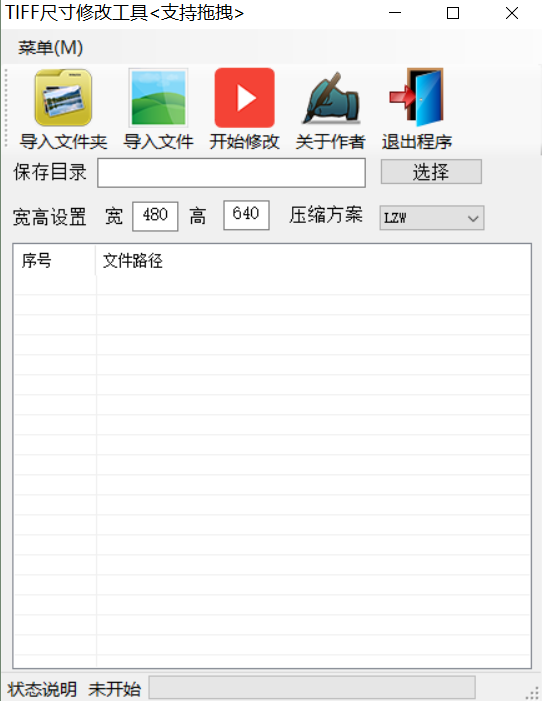 TIFF尺寸修改工具<支持拖拽>
菜单(M)
导入文件夹 导入文件 开始修改 关于作者 退出程序
保存目录 选择
宽高设置 宽 480 高 640 压缩方案 LZW
序号 文件路径
状态说明 未开始